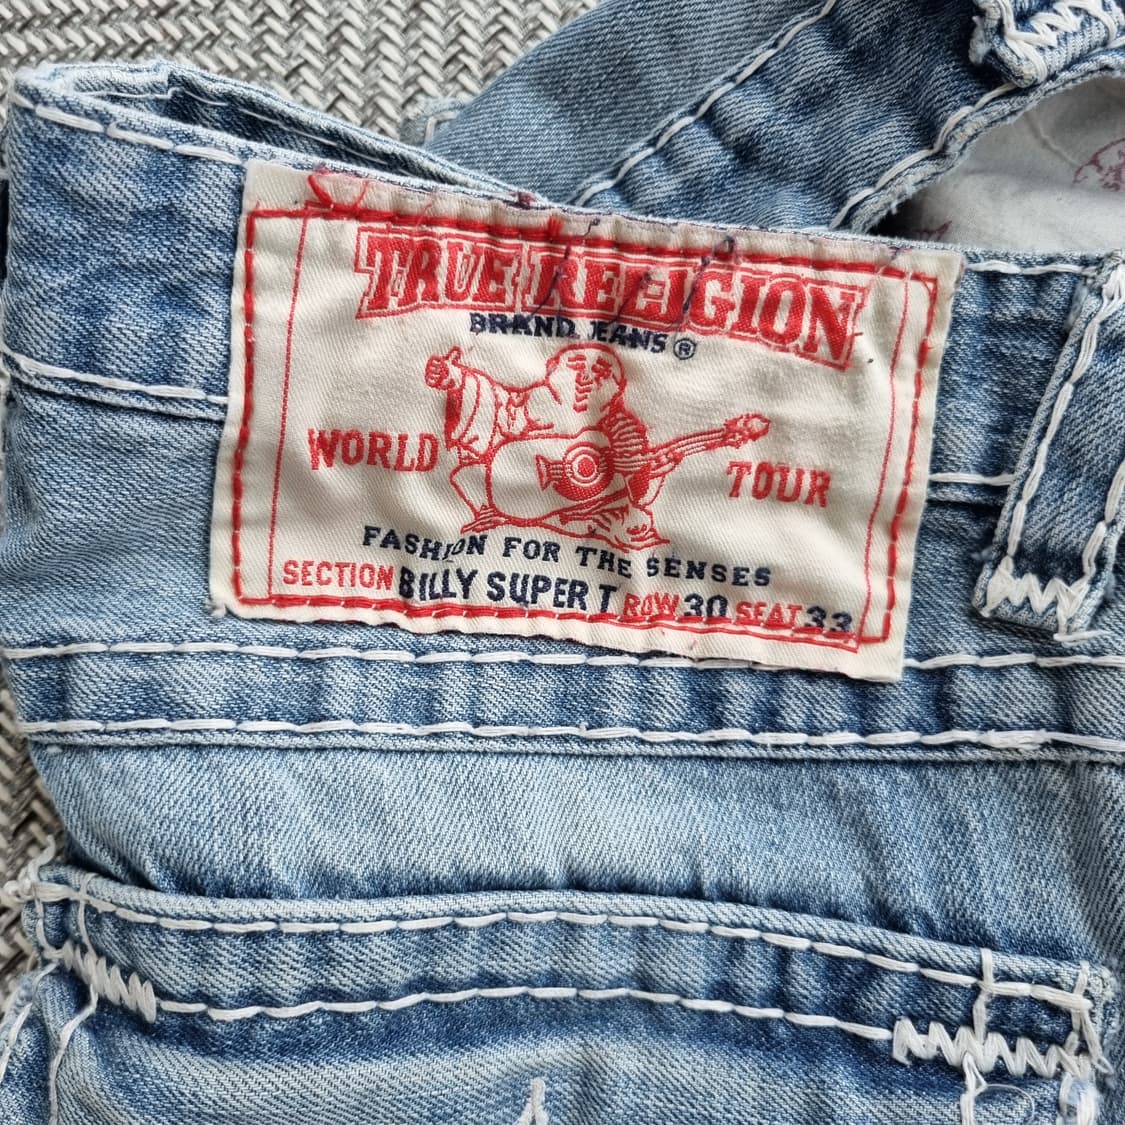 TRUE RELIGION
BRAND JEANS ®
WORLD TOUR
FASHION FOR THE SENSES
SECTION BILLY SUPER T ROW 30 SEAT 33